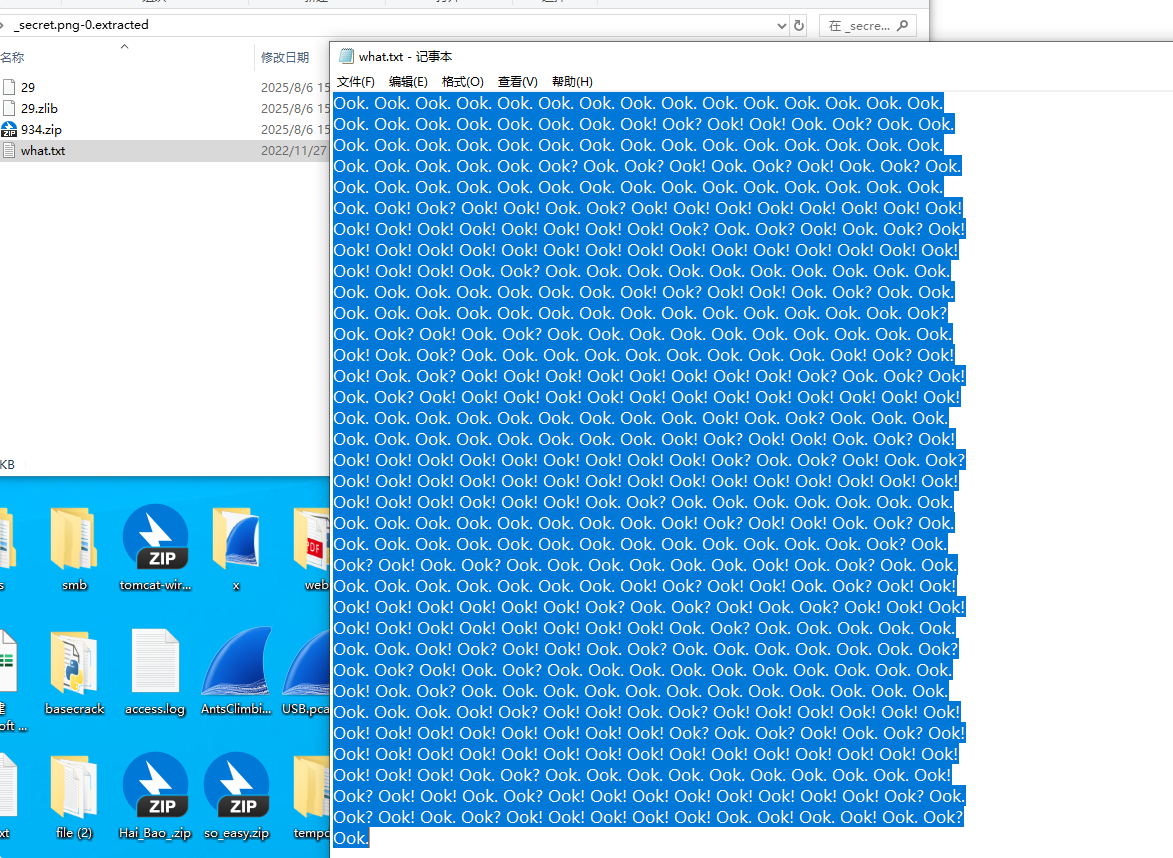 _secret.png-0.extracted
在 _secre...
名称
修改日期
29
2025/8/6 15
29.zlib
2025/8/6 15
934.zip
2025/8/6 15
what.txt
2022/11/27
KB
what.txt - 记事本
文件(F) 编辑(E) 格式(O) 查看(V) 帮助(H)
Ook. Ook. Ook. Ook. Ook. Ook. Ook. Ook. Ook. Ook. Ook. Ook. Ook. Ook. Ook.
Ook. Ook. Ook. Ook. Ook. Ook. Ook. Ook! Ook? Ook! Ook! Ook. Ook? Ook. Ook.
Ook. Ook. Ook. Ook. Ook. Ook. Ook. Ook. Ook. Ook. Ook. Ook. Ook. Ook. Ook.
Ook. Ook. Ook. Ook. Ook. Ook? Ook. Ook? Ook! Ook. Ook? Ook! Ook. Ook? Ook.
Ook. Ook. Ook. Ook. Ook. Ook. Ook. Ook. Ook. Ook. Ook. Ook. Ook. Ook. Ook.
Ook. Ook! Ook? Ook! Ook! Ook. Ook? Ook! Ook! Ook! Ook! Ook! Ook! Ook! Ook!
Ook! Ook! Ook! Ook! Ook! Ook! Ook! Ook! Ook? Ook. Ook? Ook! Ook. Ook? Ook!
Ook! Ook! Ook! Ook! Ook! Ook! Ook! Ook! Ook! Ook! Ook! Ook! Ook! Ook! Ook!
Ook! Ook! Ook! Ook. Ook? Ook. Ook. Ook. Ook. Ook. Ook. Ook. Ook. Ook. Ook.
Ook. Ook. Ook. Ook. Ook. Ook. Ook. Ook! Ook? Ook! Ook! Ook. Ook? Ook. Ook.
Ook. Ook. Ook. Ook. Ook. Ook. Ook. Ook. Ook. Ook. Ook. Ook. Ook. Ook. Ook?
Ook. Ook? Ook! Ook. Ook? Ook. Ook. Ook. Ook. Ook. Ook. Ook. Ook. Ook. Ook.
Ook! Ook. Ook? Ook. Ook. Ook. Ook. Ook. Ook. Ook. Ook. Ook. Ook! Ook? Ook!
Ook! Ook. Ook? Ook! Ook! Ook! Ook! Ook! Ook! Ook! Ook! Ook? Ook. Ook? Ook!
Ook. Ook? Ook! Ook! Ook! Ook! Ook! Ook! Ook! Ook! Ook! Ook! Ook! Ook! Ook!
Ook. Ook. Ook. Ook. Ook. Ook. Ook. Ook. Ook. Ook! Ook. Ook? Ook. Ook. Ook.
Ook. Ook. Ook. Ook. Ook. Ook. Ook. Ook. Ook! Ook? Ook! Ook! Ook. Ook? Ook!
Ook! Ook! Ook! Ook! Ook! Ook! Ook! Ook! Ook! Ook? Ook. Ook? Ook! Ook. Ook?
Ook! Ook! Ook! Ook! Ook! Ook! Ook! Ook! Ook! Ook! Ook! Ook! Ook! Ook! Ook!
Ook! Ook! Ook! Ook! Ook! Ook! Ook. Ook? Ook. Ook. Ook. Ook. Ook. Ook. Ook.
Ook. Ook. Ook. Ook. Ook. Ook. Ook. Ook. Ook! Ook? Ook! Ook! Ook. Ook? Ook.
Ook. Ook. Ook. Ook. Ook. Ook. Ook. Ook. Ook. Ook. Ook. Ook. Ook. Ook? Ook.
Ook? Ook! Ook. Ook? Ook. Ook. Ook. Ook. Ook. Ook. Ook! Ook. Ook? Ook. Ook.
Ook. Ook. Ook. Ook. Ook. Ook. Ook. Ook! Ook? Ook! Ook! Ook. Ook? Ook! Ook!
Ook! Ook! Ook! Ook! Ook! Ook! Ook? Ook. Ook? Ook! Ook. Ook? Ook! Ook! Ook!
Ook! Ook! Ook! Ook! Ook! Ook! Ook! Ook! Ook. Ook? Ook. Ook. Ook. Ook. Ook.
Ook. Ook. Ook! Ook? Ook! Ook! Ook. Ook? Ook. Ook. Ook. Ook. Ook. Ook. Ook?
Ook. Ook? Ook! Ook. Ook? Ook. Ook. Ook. Ook. Ook. Ook. Ook. Ook. Ook. Ook.
Ook! Ook. Ook? Ook. Ook. Ook. Ook. Ook. Ook. Ook. Ook. Ook. Ook. Ook. Ook.
Ook. Ook. Ook. Ook! Ook? Ook! Ook! Ook. Ook? Ook! Ook! Ook! Ook! Ook! Ook!
Ook! Ook! Ook! Ook! Ook! Ook! Ook! Ook! Ook? Ook. Ook? Ook! Ook. Ook? Ook!
Ook! Ook! Ook! Ook! Ook! Ook! Ook! Ook! Ook! Ook! Ook! Ook! Ook! Ook! Ook!
Ook! Ook! Ook! Ook. Ook? Ook. Ook. Ook. Ook. Ook. Ook. Ook. Ook. Ook. Ook!
Ook? Ook! Ook! Ook. Ook? Ook! Ook! Ook! Ook! Ook! Ook! Ook! Ook! Ook? Ook.
Ook? Ook! Ook. Ook? Ook! Ook! Ook! Ook! Ook! Ook. Ook! Ook. Ook! Ook. Ook?
Ook.
smb
tomcat-wir...
x
web
basecrack
access.log
AntsClimbi...
USB.pca
file (2)
Hai_Bao_.zip
so_easy.zip
tempc